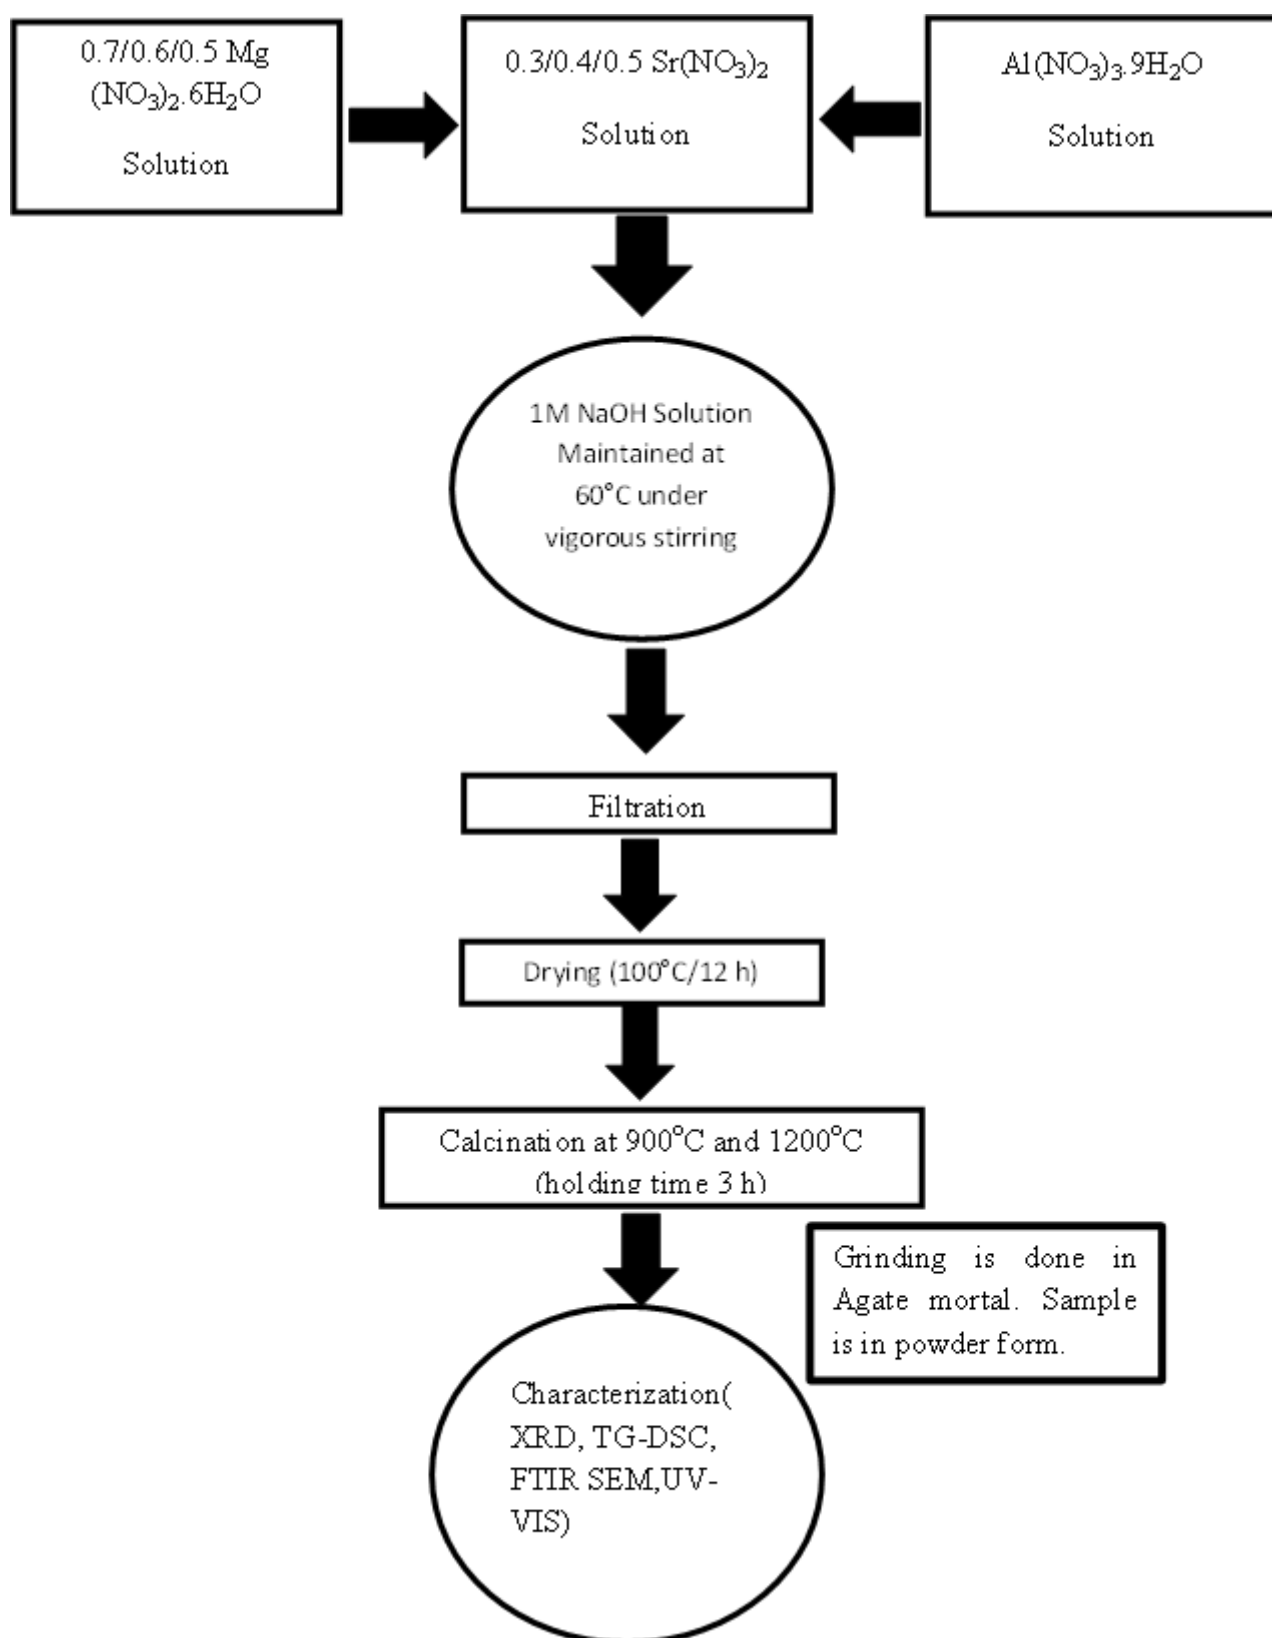 0.7/0.6/0.5 Mg
(NO₃)₂.6H₂O
Solution
0.3/0.4/0.5 Sr(NO₃)₂
Solution
Al(NO₃)₃.9H₂O
Solution
1M NaOH Solution
Maintained at
60°C under
vigorous stirring
Filtration
Drying (100°C/12 h)
Calcination at 900°C and 1200°C
(holding time 3 h)
Grinding is done in
Agate mortal. Sample
is in powder form.
Characterization(
XRD, TG-DSC,
FTIR SEM,UV-
VIS)